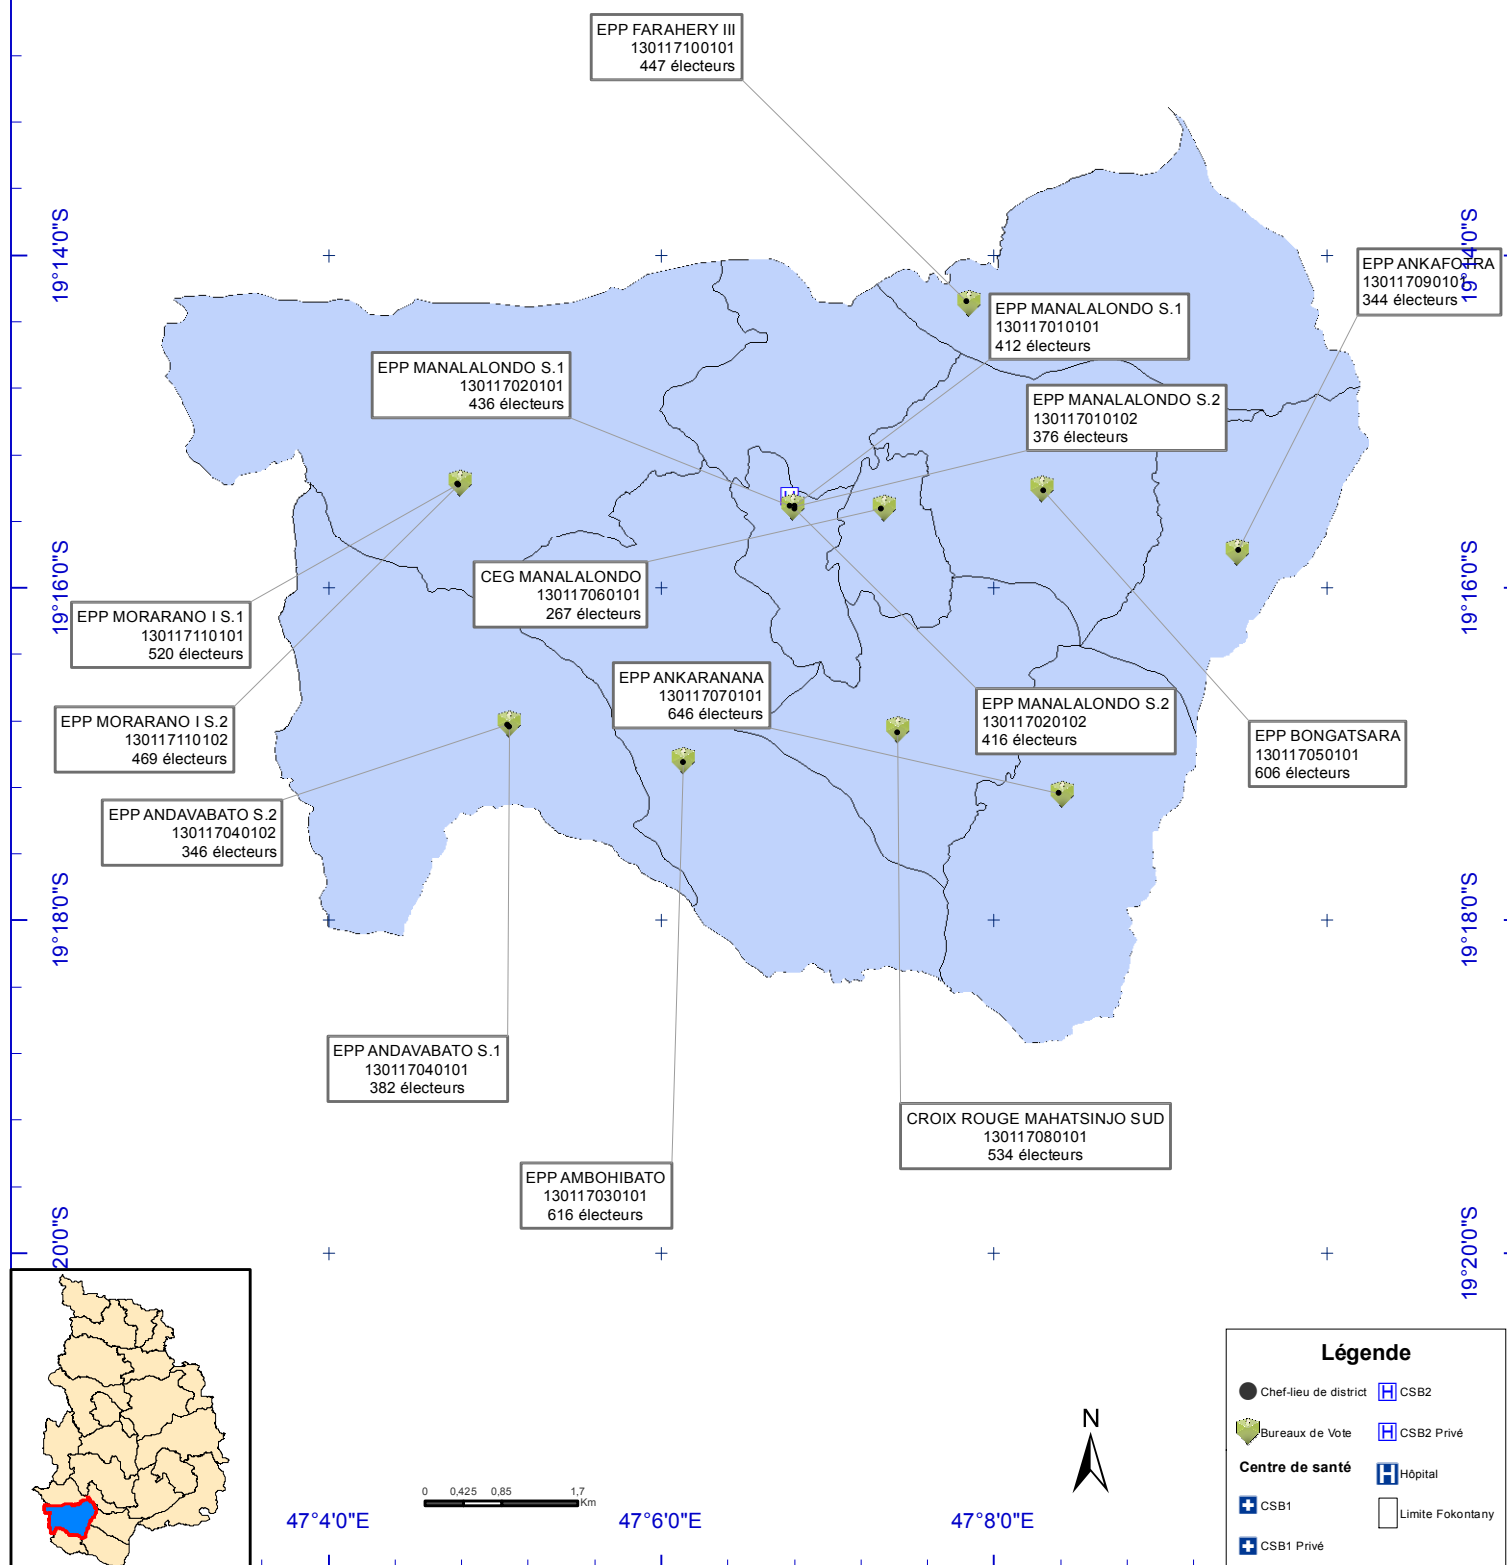 EPP FARAHERY III
130117100101
447 électeurs
19°14'0"S
19°14'0"S
EPP ANKAFOTRA
130117090101
344 électeurs
EPP MANALALONDO S.1
130117010101
412 électeurs
EPP MANALALONDO S.1
130117020101
436 électeurs
EPP MANALALONDO S.2
130117010102
376 électeurs
CEG MANALALONDO
130117060101
267 électeurs
19°16'0"S
19°16'0"S
EPP MORARANO I S.1
130117110101
520 électeurs
EPP ANKARANANA
130117070101
646 électeurs
EPP MANALALONDO S.2
130117020102
416 électeurs
EPP MORARANO I S.2
130117110102
469 électeurs
EPP BONGATSARA
130117050101
606 électeurs
EPP ANDAVABATO S.2
130117040102
346 électeurs
19°18'0"S
19°18'0"S
EPP ANDAVABATO S.1
130117040101
382 électeurs
CROIX ROUGE MAHATSINJO SUD
130117080101
534 électeurs
EPP AMBOHIBATO
130117030101
616 électeurs
20'0"S
19°20'0"S
Légende
Chef-lieu de district
CSB2
Bureaux de Vote
CSB2 Privé
Centre de santé
Hôpital
CSB1
Limite Fokontany
CSB1 Privé
N
0 0,425 0,85 1,7
Km
47°4'0"E
47°6'0"E
47°8'0"E